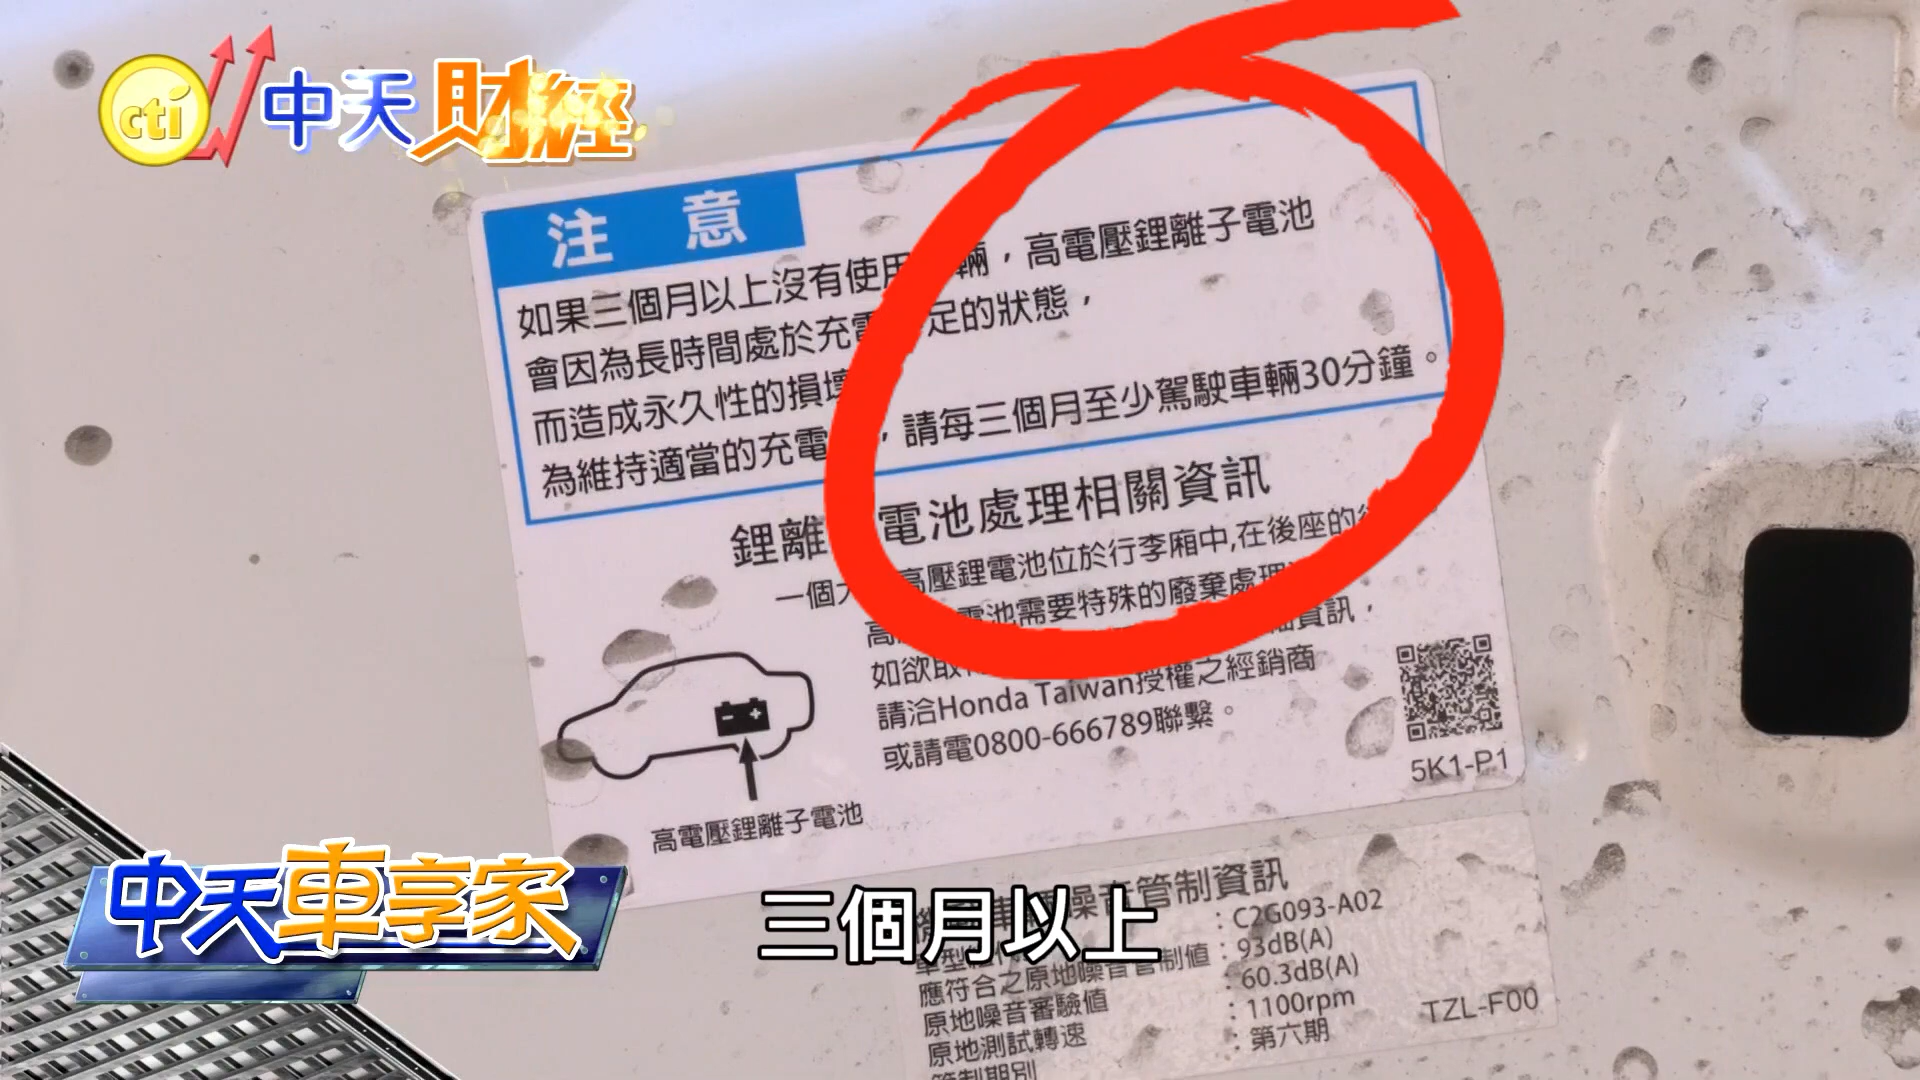 cti 中天財經
注意
如果三個月以上沒有使用 輛，高電壓鋰離子電池
會因為長時間處於充電 足的狀態，
而造成永久性的損壞
為維持適當的充電 ，請每三個月至少駕駛車輛30分鐘。
鋰離 電池處理相關資訊
一個 高壓鋰電池位於行李廂中,在後座的
電池需要特殊的廢棄處理
如欲取 資訊，
請洽Honda Taiwan授權之經銷商
或請電0800-666789聯繫。
5K1-P1
高電壓鋰離子電池
中天車享家
三個月以上
噪音管制資訊
：C2G093-A02
應符合之原地噪音管制值：93dB(A)
原地噪音審驗值：60.3dB(A)
原地測試轉速：1100rpm
管制期別：第六期
TZL-F00